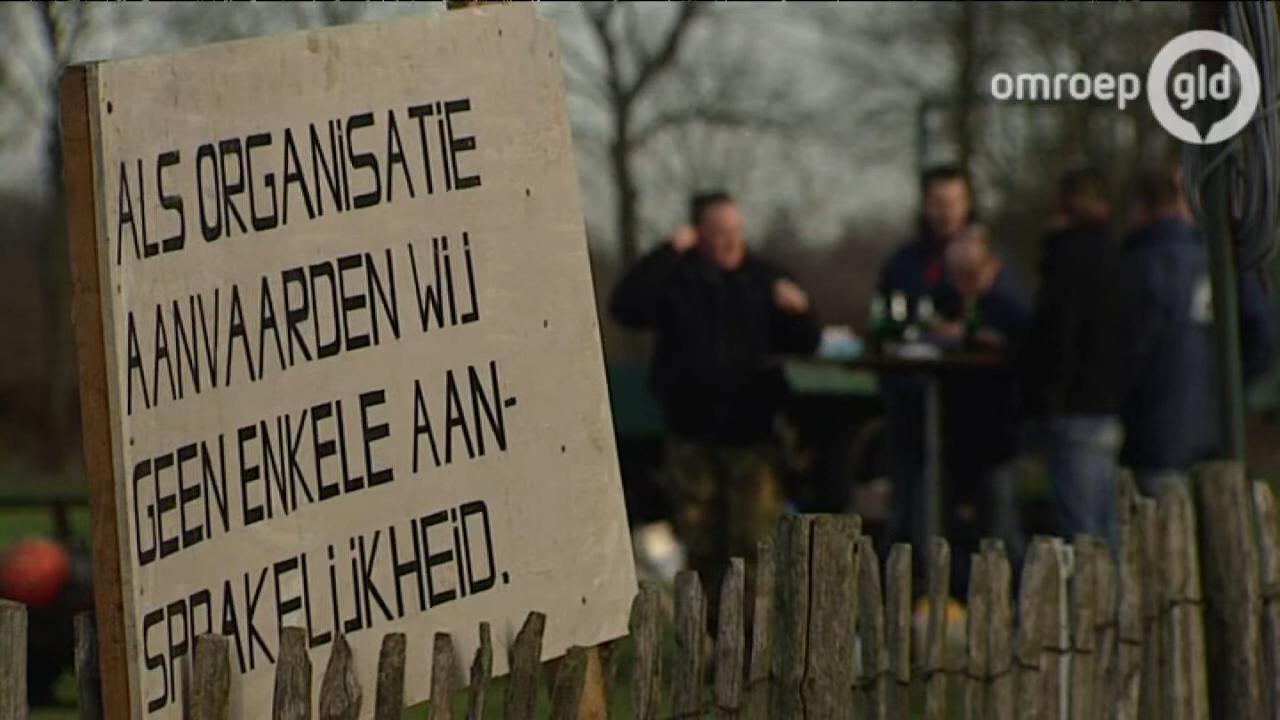 omroep gld
ALS ORGANiSATiE
AANVAARDEN WiJ
GEEN ENKELE AAN-
SPRAKELiJKHEiD.